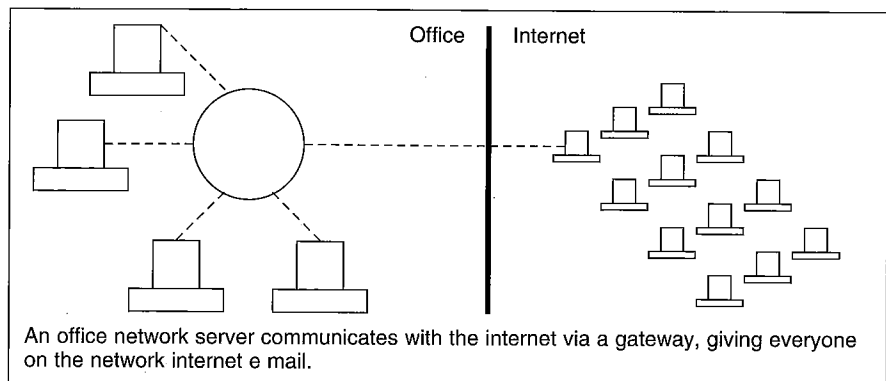 Office
Internet
An office network server communicates with the internet via a gateway, giving everyone
on the network internet e mail.